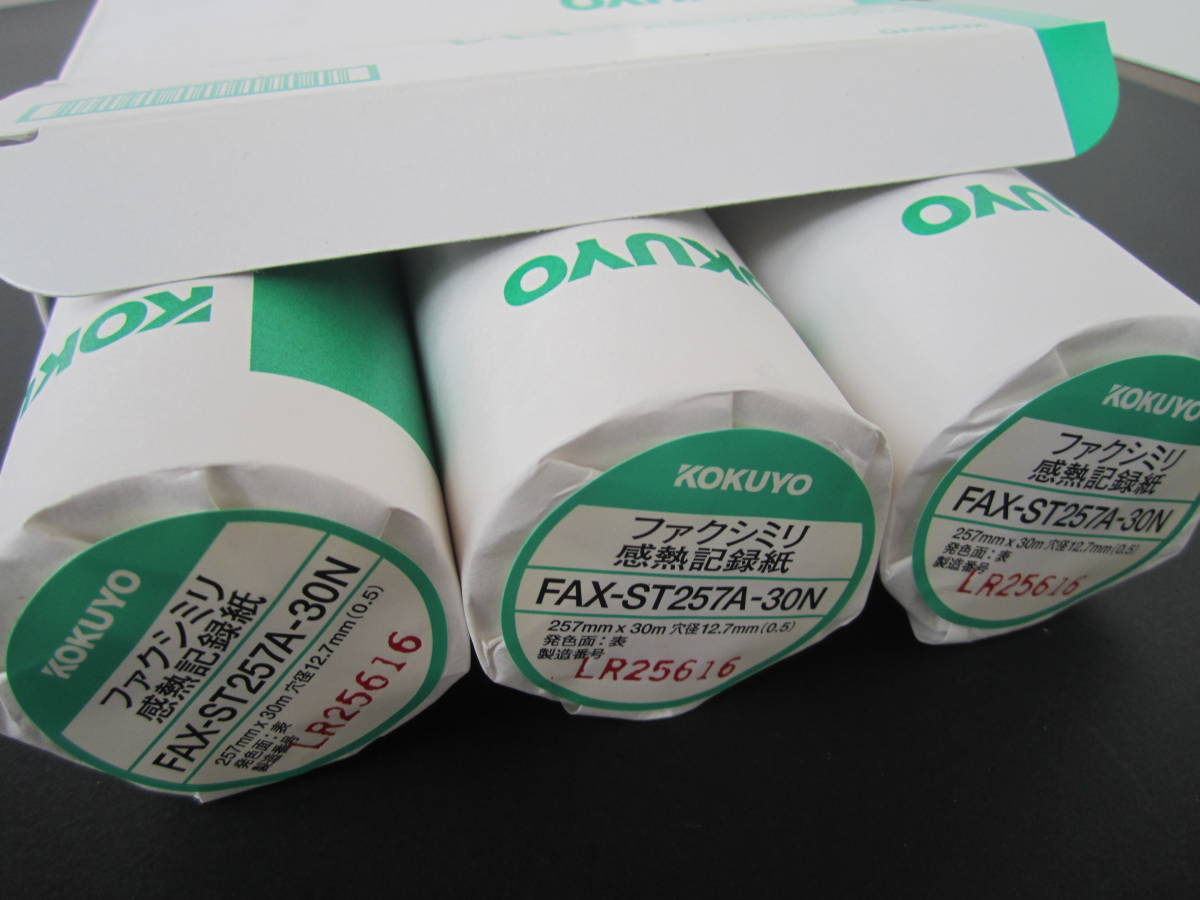 KUYO
KOKUYO
KOK
KOKUYO
KUYO
KOKUYO
ファクシミリ
感熱記録紙
FAX-ST257A-30N
257mm x 30m 穴径12.7mm(0.5)
発色面:表
製造番号
LR25616
KOKUYO
ファクシミリ
感熱記録紙
FAX-ST257A-30N
257mm x 30m 穴径12.7mm(0.5)
発色面:表
製造番号
LR25616
KOKUYO
ファクシミリ
感熱記録紙
FAX-ST257A-30N
257mm x 30m 穴径12.7mm(0.5)
発色面:表
製造番号
LR25616